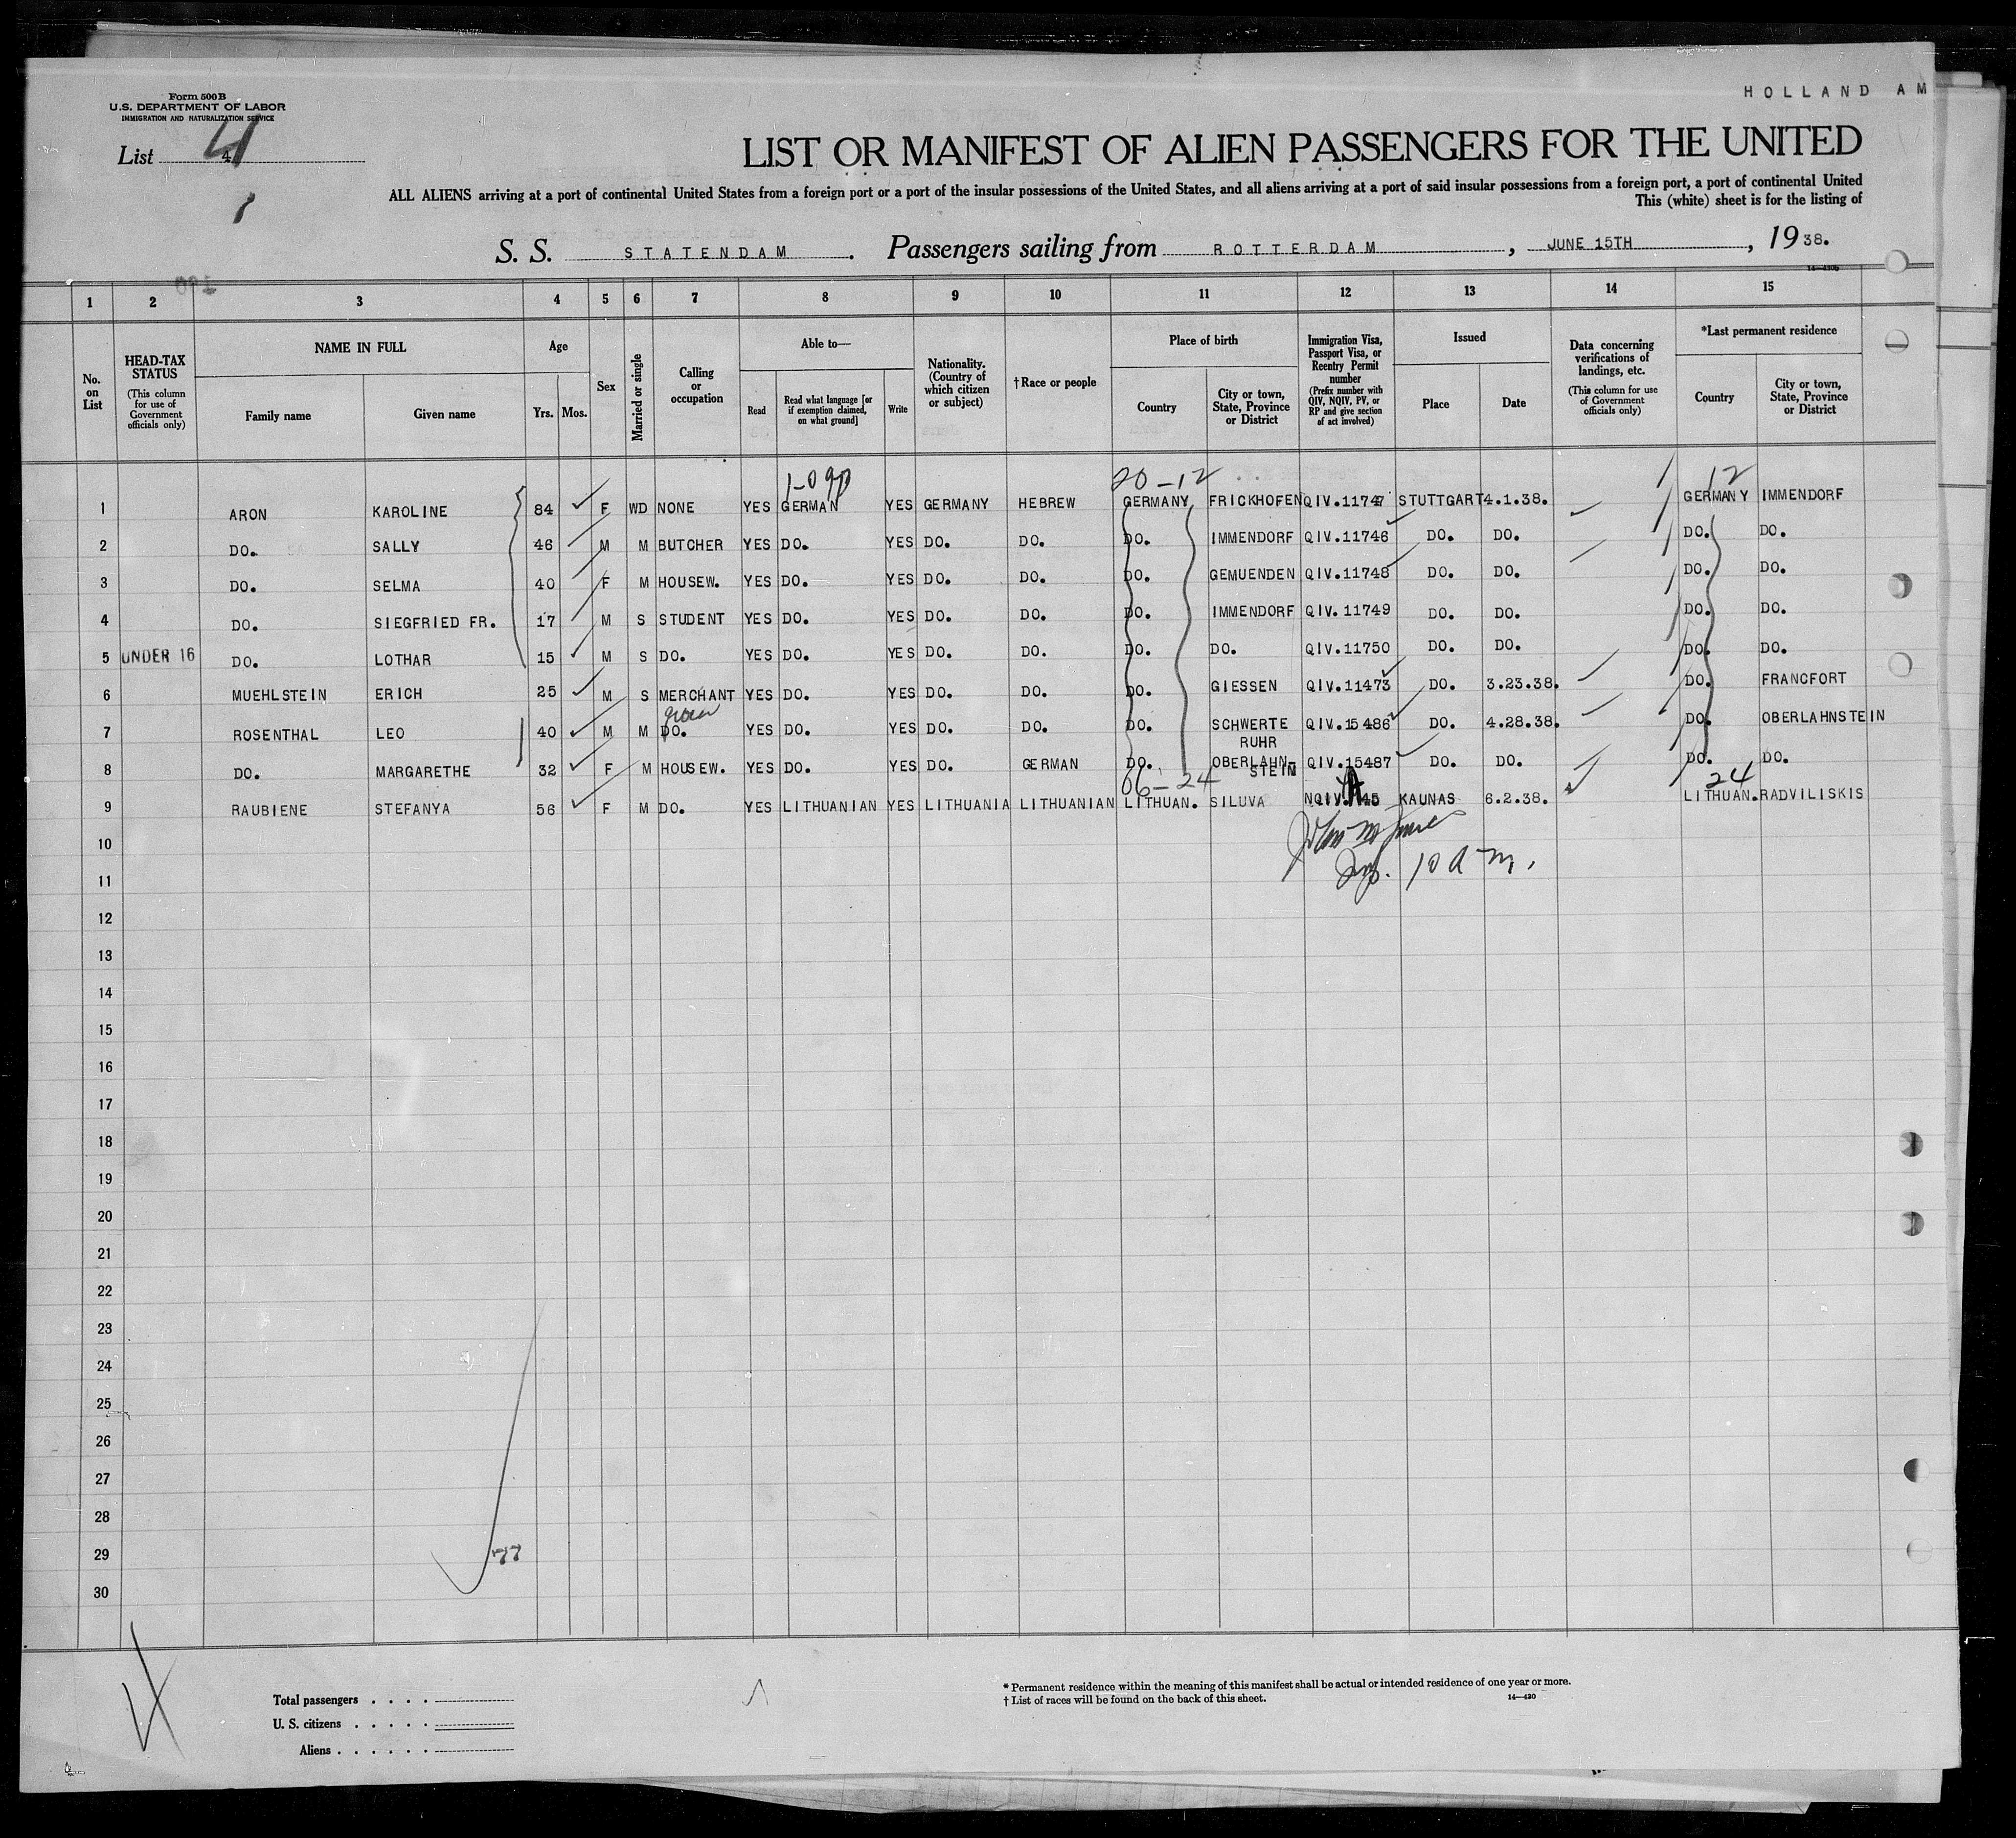 HOLLAND AM
Form 500B
U.S. DEPARTMENT OF LABOR
IMMIGRATION AND NATURALIZATION SERVICE
List 4
4
1
LIST OR MANIFEST OF ALIEN PASSENGERS FOR THE UNITED
ALL ALIENS arriving at a port of continental United States from a foreign port or a port of the insular possessions of the United States, and all aliens arriving at a port of said insular possessions from a foreign port, a port of continental United
This (white) sheet is for the listing of
S. S. STATENDAM . Passengers sailing from ROTTERDAM , JUNE 15TH , 1938.
1 2 3 4 5 6 7 8 9 10 11 12 13 14 15
No. on List
HEAD-TAX STATUS (This column for use of Government officials only)
NAME IN FULL Family name Given name
Age Yrs. Mos.
Sex
Married or single
Calling or occupation
Able to— Read Read what language [or if exemption claimed, on what ground] Write
Nationality. (Country of which citizen or subject)
†Race or people
Place of birth Country City or town, State, Province or District
Immigration Visa, Passport Visa, or Reentry Permit number (Prefix number with QIV, NQIV, PV, or RP and give section of act involved)
Issued Place Date
Data concerning verifications of landings, etc. (This column for use of Government officials only)
*Last permanent residence Country City or town, State, Province or District
20-12 12
1 ARON KAROLINE 84 F WD NONE YES GERMAN YES GERMANY HEBREW GERMANY FRICKHOFEN QIV.11747 STUTTGART 4.1.38. GERMANY IMMENDORF
2 DO. SALLY 46 M M BUTCHER YES DO. YES DO. DO. DO. IMMENDORF QIV.11746 DO. DO. DO. DO.
3 DO. SELMA 40 F M HOUSEW. YES DO. YES DO. DO. DO. GEMUENDEN QIV.11748 DO. DO. DO. DO.
4 DO. SIEGFRIED FR. 17 M S STUDENT YES DO. YES DO. DO. DO. IMMENDORF QIV.11749 DO. DO. DO. DO.
5 UNDER 16 DO. LOTHAR 15 M S DO. YES DO. YES DO. DO. DO. DO. QIV.11750 DO. DO. DO. DO.
6 MUEHLSTEIN ERICH 25 M S MERCHANT YES DO. YES DO. DO. DO. GIESSEN QIV.11473 DO. 3.23.38. DO. FRANCFORT
7 ROSENTHAL LEO 40 M M DO. YES DO. YES DO. DO. DO. SCHWERTE RUHR QIV.15486 DO. 4.28.38. DO. OBERLAHNSTEIN
8 DO. MARGARETHE 32 F M HOUSEW. YES DO. YES DO. GERMAN DO. OBERLAHN-STEIN QIV.15487 DO. DO. DO. DO.
66-24 24
9 RAUBIENE STEFANYA 56 F M DO. YES LITHUANIAN YES LITHUANIA LITHUANIAN LITHUAN. SILUVA KAUNAS 6.2.38. LITHUAN. RADVILISKIS
10
10 A m.
11
12
13
14
15
16
17
18
19
20
21
22
23
24
25
26
27
28
29 77
30
Total passengers . . . .
U. S. citizens . . . . .
Aliens . . . . . .
* Permanent residence within the meaning of this manifest shall be actual or intended residence of one year or more.
† List of races will be found on the back of this sheet.
14—420